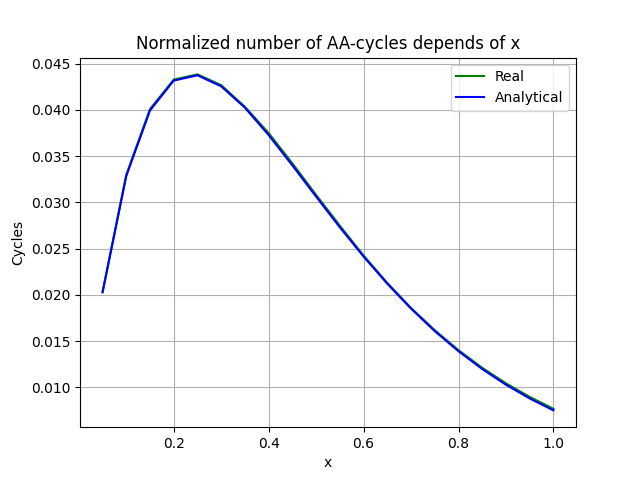 Normalized number of AA-cycles depends of x
Real
Analytical
Cycles
0.045
0.040
0.035
0.030
0.025
0.020
0.015
0.010
0.2 0.4 0.6 0.8 1.0
x